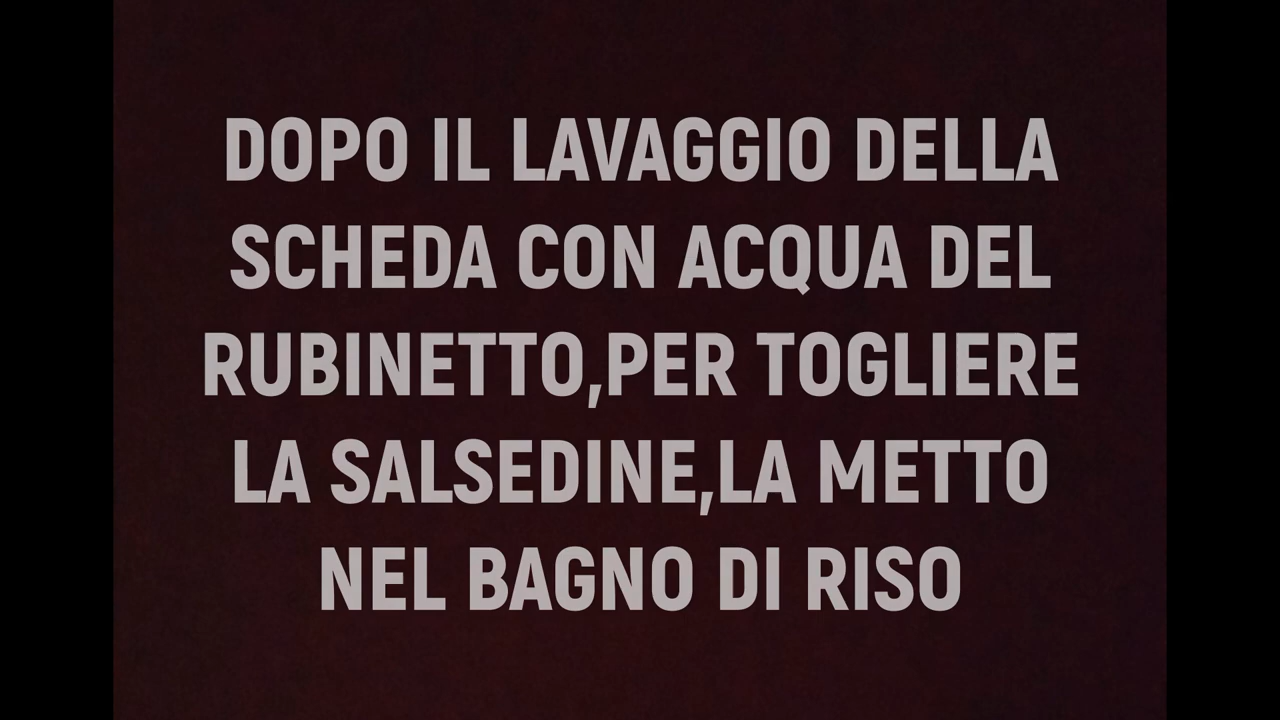 DOPO IL LAVAGGIO DELLA
SCHEDA CON ACQUA DEL
RUBINETTO,PER TOGLIERE
LA SALSEDINE,LA METTO
NEL BAGNO DI RISO